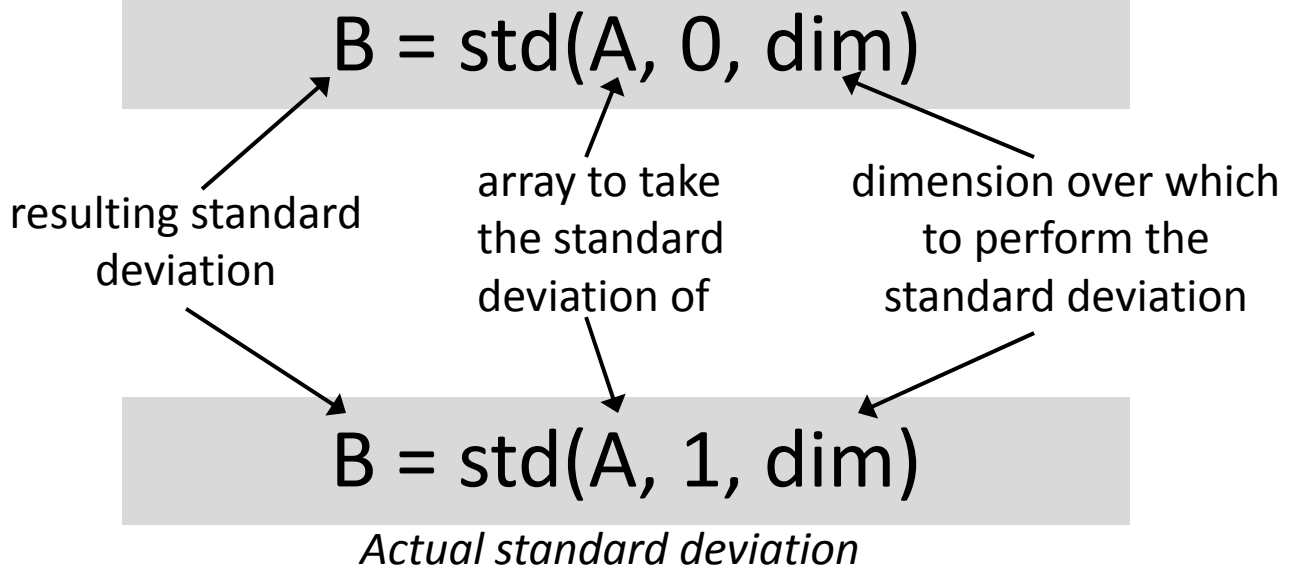 B = std(A, 0, dim)
resulting standard
deviation
array to take
the standard
deviation of
dimension over which
to perform the
standard deviation
B = std(A, 1, dim)
Actual standard deviation